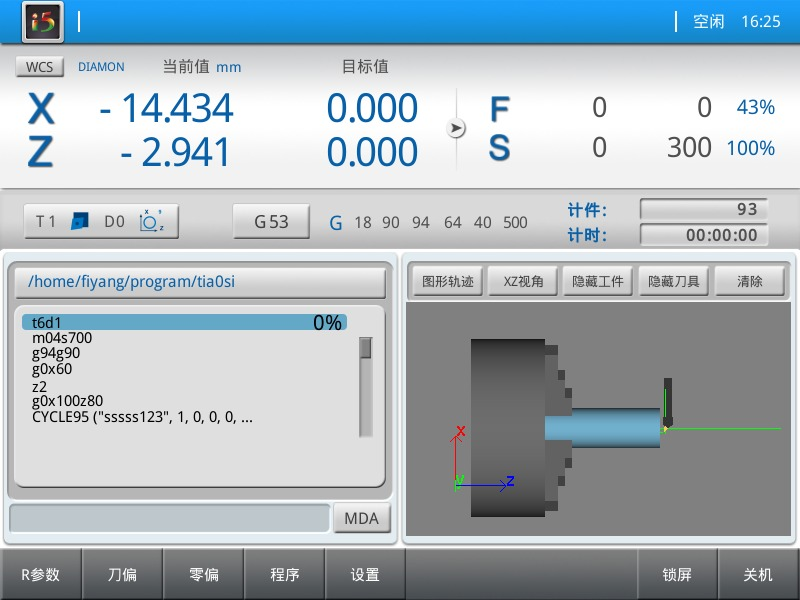 i5 空闲 16:25
WCS DIAMON 当前值 mm 目标值
X - 14.434 0.000 F 0 0 43%
Z - 2.941 0.000 S 0 300 100%
T1 D0 X Y Z G53 G 18 90 94 64 40 500 计件: 93
计时: 00:00:00
/home/fiyang/program/tia0si 图形轨迹 XZ视角 隐藏工件 隐藏刀具 清除
t6d1 0%
m04s700
g94g90
g0x60
z2
g0x100z80
CYCLE95 ("sssss123", 1, 0, 0, 0, ...
X
Y Z
MDA
R参数 刀偏 零偏 程序 设置 锁屏 关机